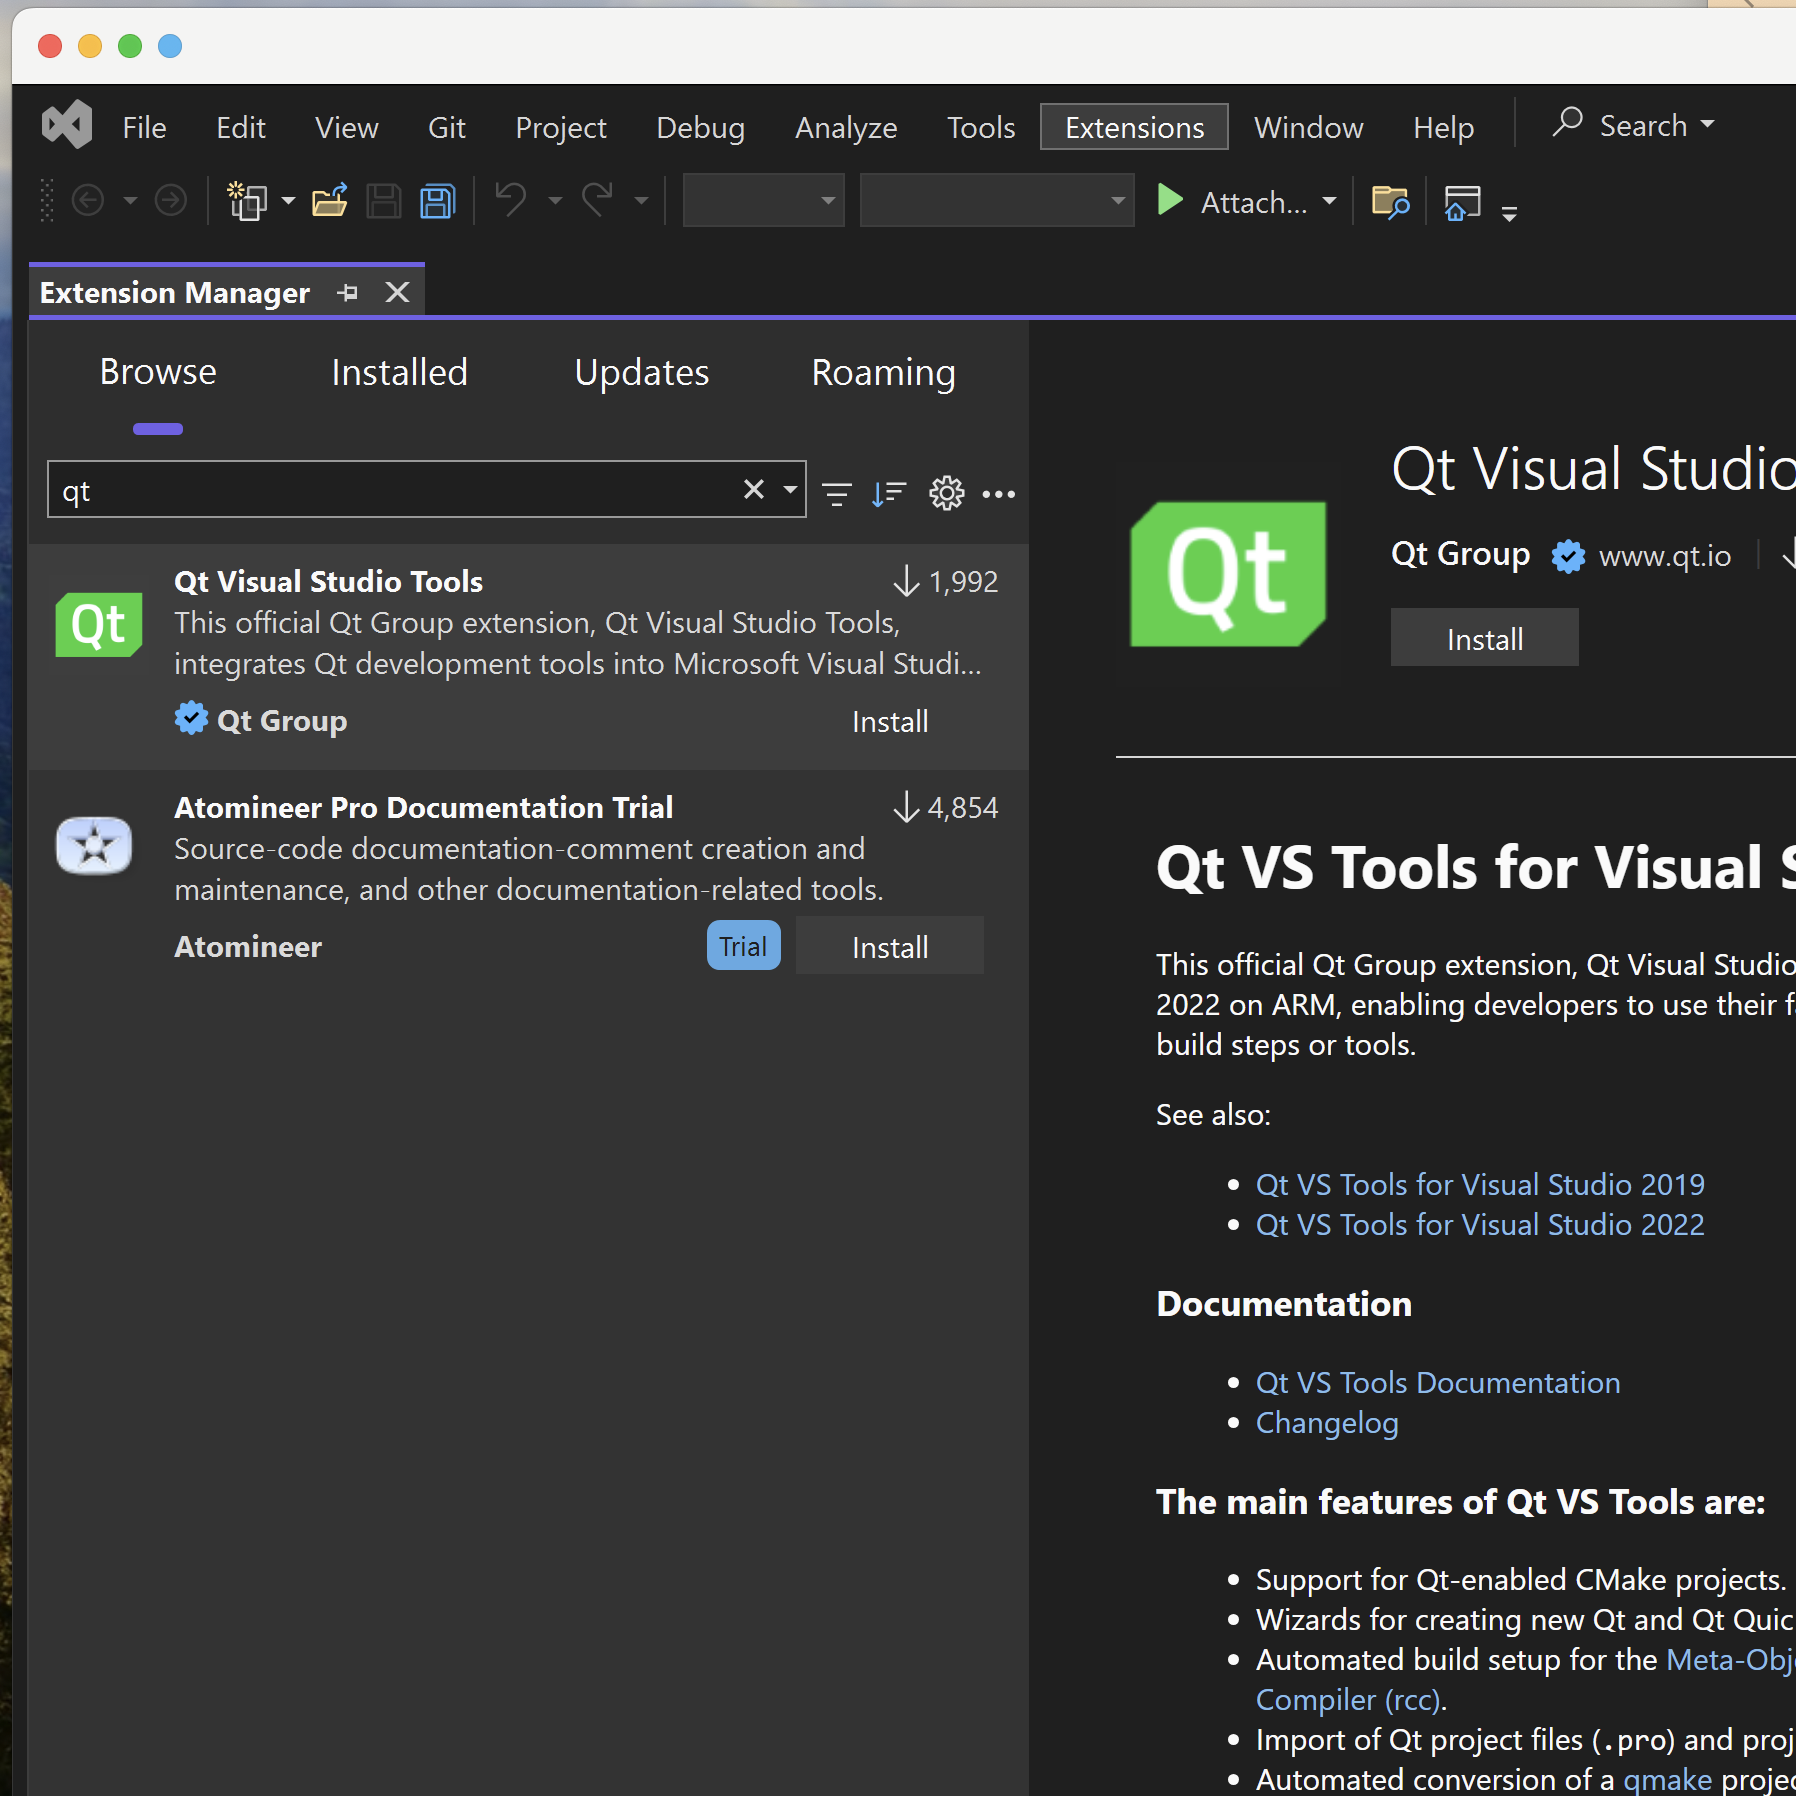 File Edit View Git Project Debug Analyze Tools Extensions Window Help Search
Attach...
Extension Manager
Browse Installed Updates Roaming
qt
Qt Visual Studio Tools 1,992
This official Qt Group extension, Qt Visual Studio Tools,
integrates Qt development tools into Microsoft Visual Studi...
Qt
Qt Group Install
Atomineer Pro Documentation Trial 4,854
Source-code documentation-comment creation and
maintenance, and other documentation-related tools.
Atomineer Trial Install
Qt
Qt Visual Studio
Qt Group www.qt.io
Install
Qt VS Tools for Visual S
This official Qt Group extension, Qt Visual Studio
2022 on ARM, enabling developers to use their fa
build steps or tools.
See also:
• Qt VS Tools for Visual Studio 2019
• Qt VS Tools for Visual Studio 2022
Documentation
• Qt VS Tools Documentation
• Changelog
The main features of Qt VS Tools are:
• Support for Qt-enabled CMake projects.
• Wizards for creating new Qt and Qt Quic
• Automated build setup for the Meta-Obj
Compiler (rcc).
• Import of Qt project files (.pro) and proj
• Automated conversion of a qmake projec